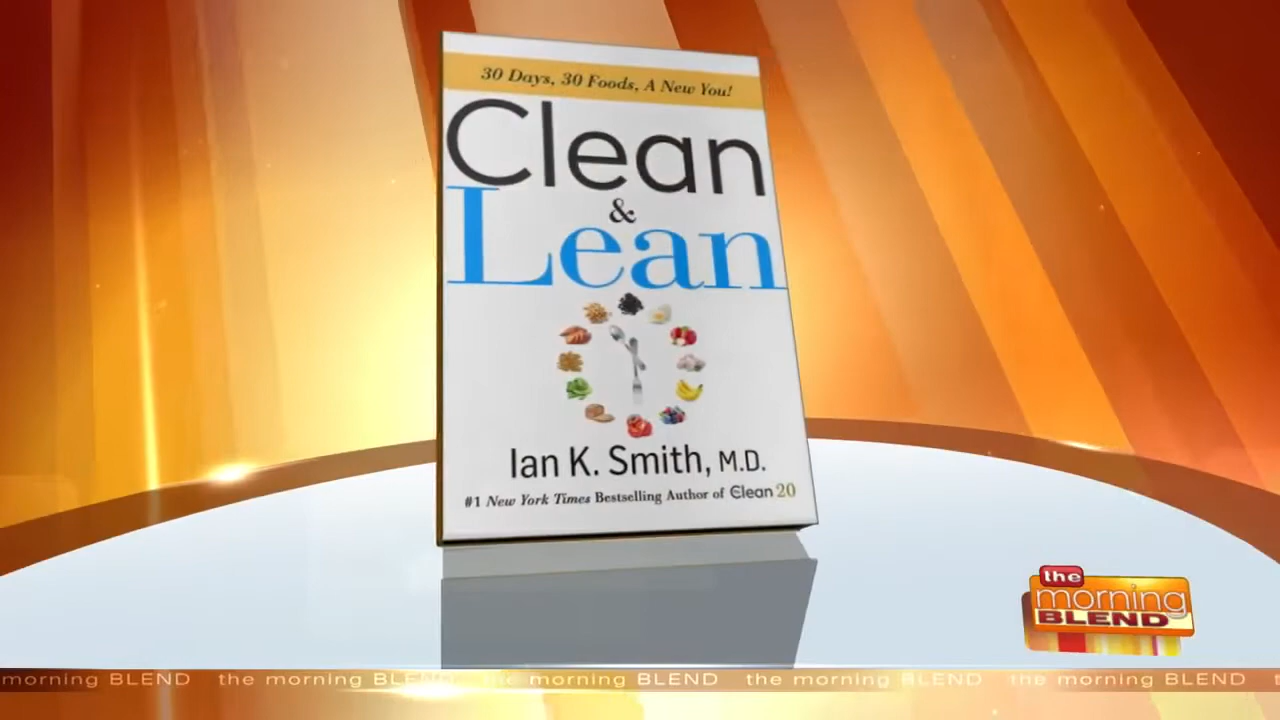 30 Days, 30 Foods, A New You!
Clean
&
Lean
Ian K. Smith, M.D.
#1 New York Times Bestselling Author of Clean 20
the
morning
BLEND
morning BLEND the morning BLEND the morning BLEND the morning BLEND the morning BLEND